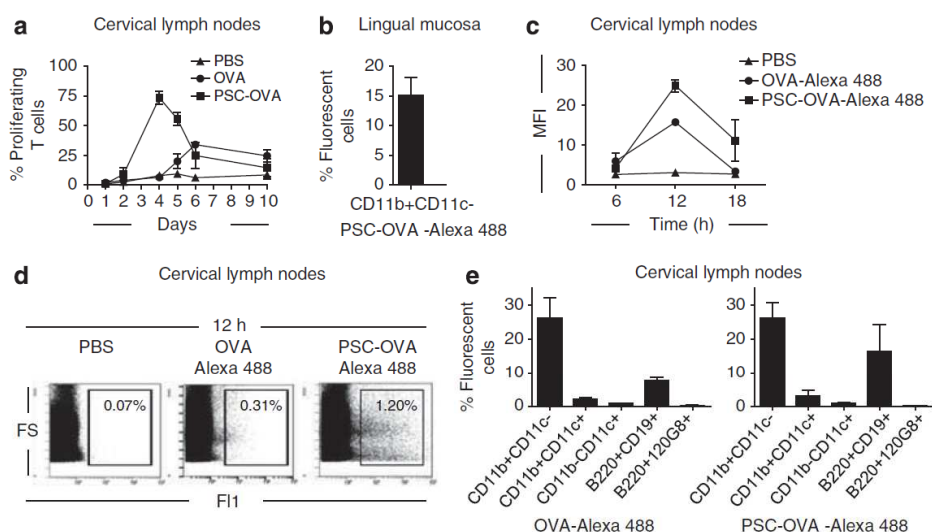 a
Cervical lymph nodes
PBS
OVA
PSC-OVA
% Proliferating
T cells
100
75
50
25
0
0 1 2 4 5 6 8 9 10
Days
b
Lingual mucosa
% Fluorescent
cells
20
15
10
5
0
CD11b+CD11c-
PSC-OVA -Alexa 488
c
Cervical lymph nodes
PBS
OVA-Alexa 488
PSC-OVA-Alexa 488
MFI
30
20
10
0
6 12 18
Time (h)
d
Cervical lymph nodes
12 h
PBS
OVA
Alexa 488
PSC-OVA
Alexa 488
FS
0.07%
0.31%
1.20%
Fl1
e
Cervical lymph nodes
% Fluorescent
cells
30
20
10
0
CD11b+CD11c-
CD11b+CD11c+
CD11b-CD11c+
B220+CD19+
B220+120G8+
OVA-Alexa 488
30
20
10
0
CD11b+CD11c-
CD11b+CD11c+
CD11b-CD11c+
B220+CD19+
B220+120G8+
PSC-OVA -Alexa 488